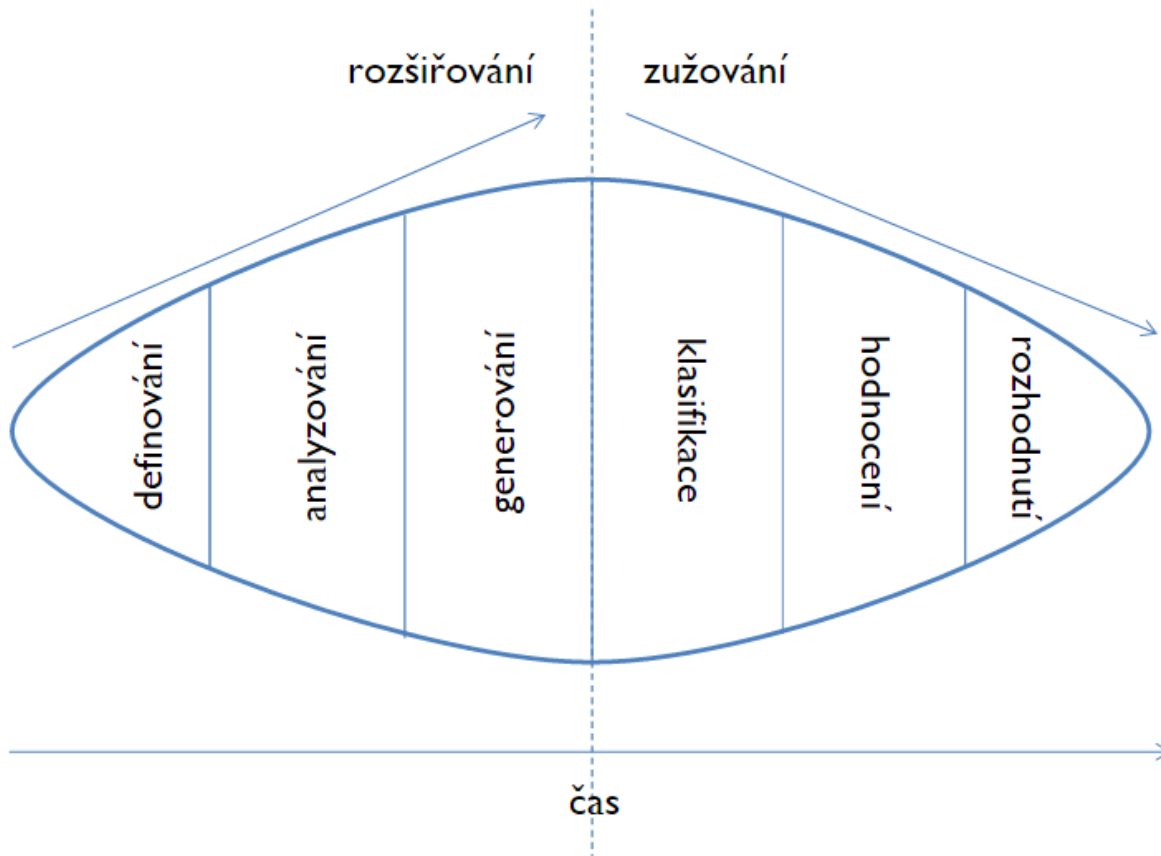 rozšiřování
zužování
definování
analyzování
generování
klasifikace
hodnocení
rozhodnutí
čas